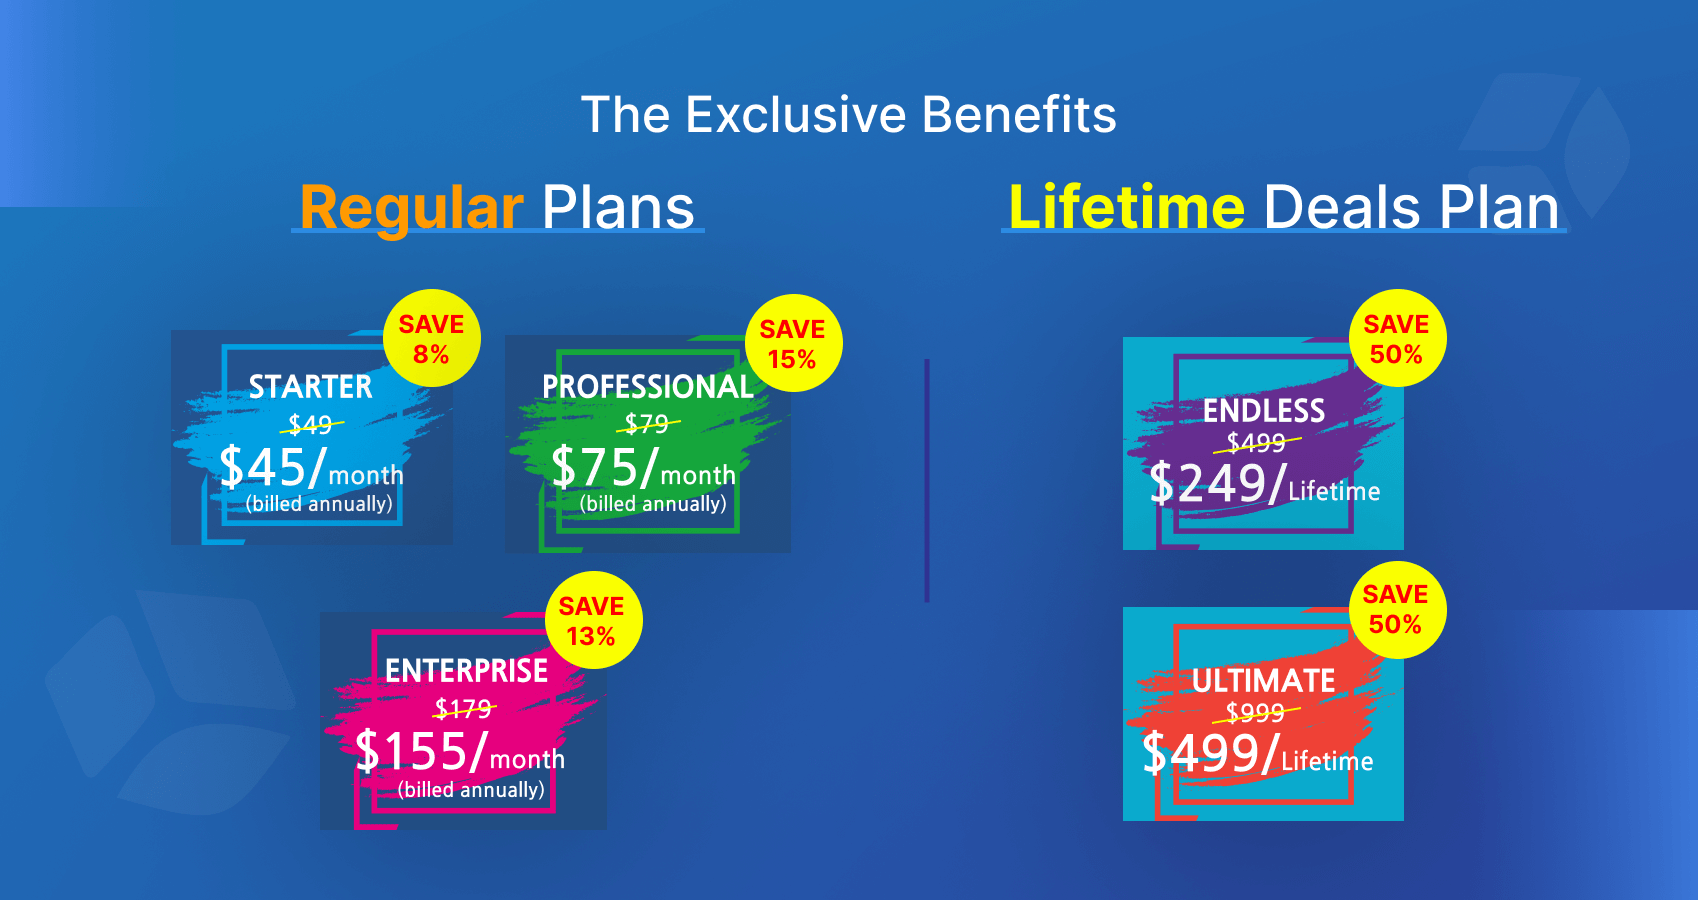 The Exclusive Benefits
Regular Plans
STARTER
$49
$45/month
(billed annually)
SAVE
8%
PROFESSIONAL
$79
$75/month
(billed annually)
SAVE
15%
ENTERPRISE
$179
$155/month
(billed annually)
SAVE
13%
Lifetime Deals Plan
ENDLESS
$499
$249/Lifetime
SAVE
50%
ULTIMATE
$999
$499/Lifetime
SAVE
50%